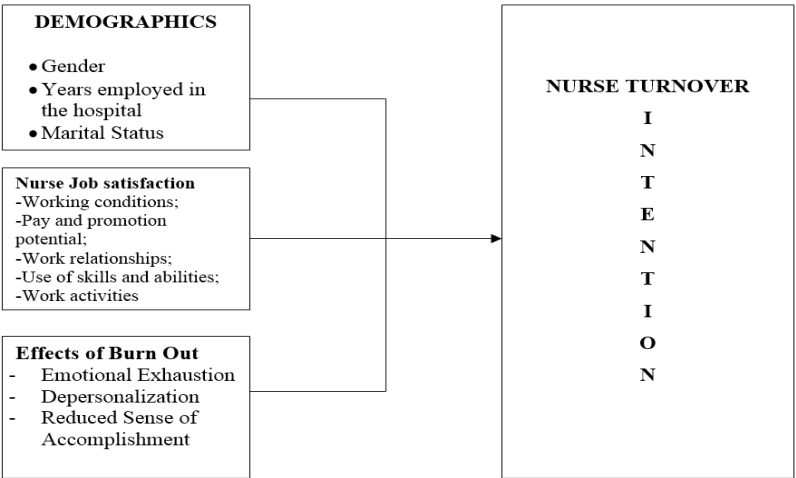 DEMOGRAPHICS
• Gender
• Years employed in
the hospital
• Marital Status
Nurse Job satisfaction
-Working conditions;
-Pay and promotion
potential;
-Work relationships;
-Use of skills and abilities;
-Work activities
Effects of Burn Out
- Emotional Exhaustion
- Depersonalization
- Reduced Sense of
Accomplishment
NURSE TURNOVER
I
N
T
E
N
T
I
O
N